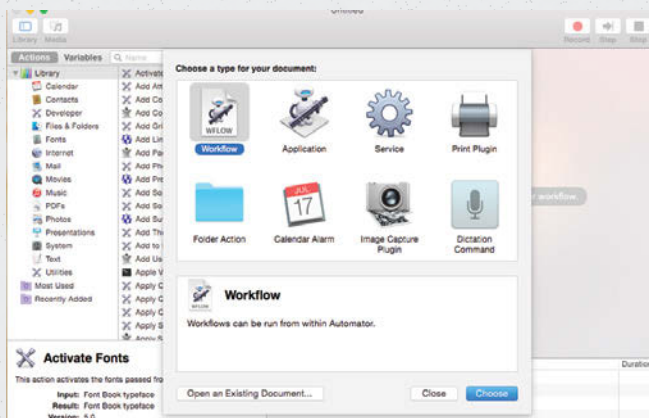 Untitled
Library Media
Record Step Stop
Actions Variables
Name
Library
Calendar
Contacts
Developer
Files & Folders
Fonts
Internet
Mail
Movies
Music
PDFs
Photos
Presentations
System
Text
Utilities
Most Used
Recently Added
Activate
Add Art
Add Co
Add Co
Add Gri
Add Lin
Add Pa
Add Ph
Add So
Add So
Add Su
Add Th
Add to
Add Us
Apple V
Apply C
Apply C
Apply C
Apply S
Choose a type for your document:
WFLOW
Workflow
Application
Service
Print Plugin
Folder Action
JUL
17
Calendar Alarm
Image Capture
Plugin
Dictation
Command
WFLOW
Workflow
Workflows can be run from within Automator.
Open an Existing Document...
Close
Choose
r workflow.
Duration
Activate Fonts
This action activates the fonts passed fro
Input: Font Book typeface
Result: Font Book typeface
Version: 5.0